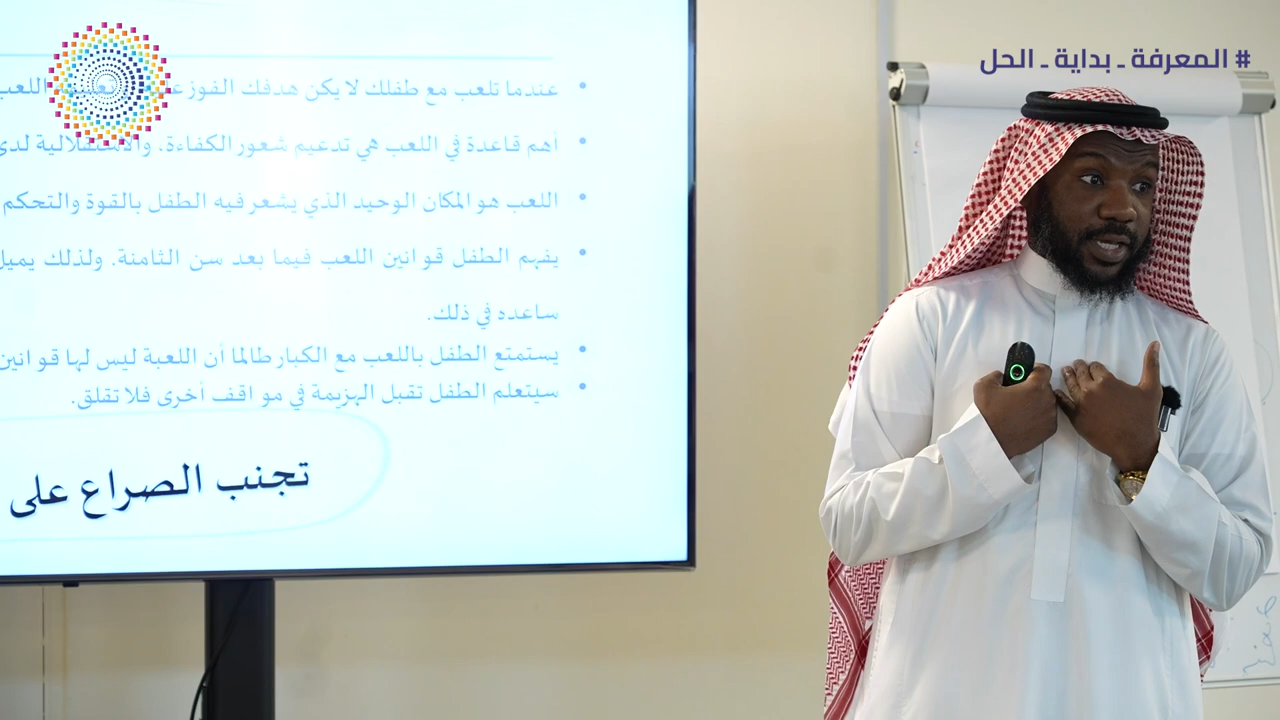 # المعرفة ـ بداية ـ الحل
عندما تلعب مع طفلك لا يكن هدفك الفوز
أهم قاعدة في اللعب هي تدعيم شعور الكفاءة. والاستقلالية
اللعب هو المكان الوحيد الذي يشعر فيه الطفل بالقوة والتحكم
يفهم الطفل قوانين اللعب فيما بعد سن الثامنة. ولذلك يميل
ساعده في ذلك.
يستمتع الطفل باللعب مع الكبار طالما أن اللعبة ليس لها قوانين
سيتعلم الطفل تقبل الهزيمة في مواقف أخرى فلا تقلق.
تجنب الصراع على